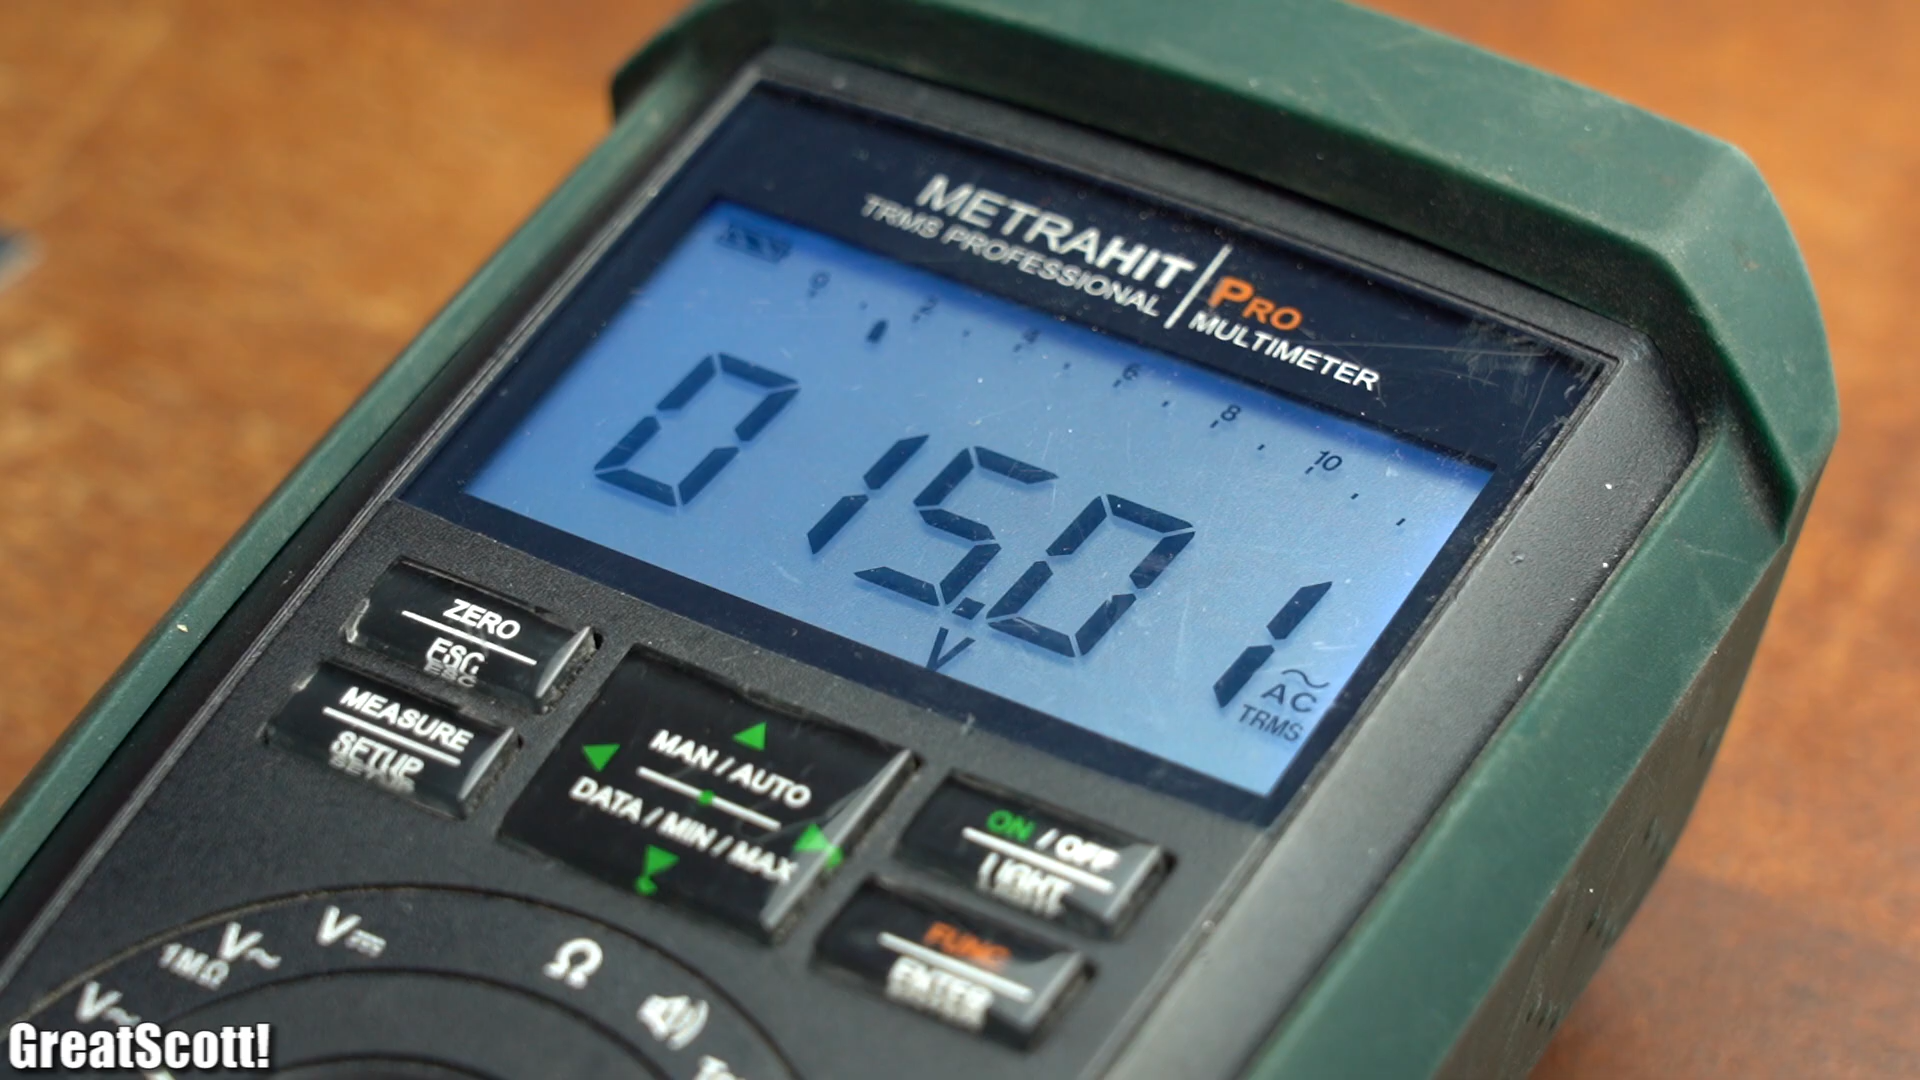 METRAHIT PRO
TRMS PROFESSIONAL MULTIMETER
0 2 4 6 8 10
015.01
V
~
AC
TRMS
ZERO
ESC
MEASURE
SETUP
MAN / AUTO
DATA / MIN / MAX
ON / OFF
LIGHT
FUNC
ENTER
V~
1MΩ
V~
V⎓
Ω
GreatScott!